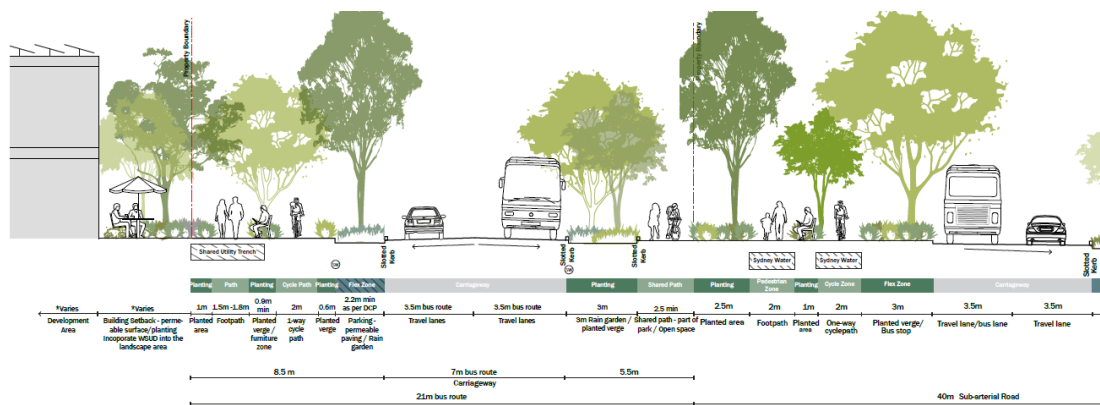 Property Boundary
Property Boundary
Shared Utility Trench
SW
Slotted
Kerb
Slotted
Kerb
SW
Slotted
Kerb
Sydney Water
Sydney Water
Slotted
Kerb
Planting
Path
Planting
Cycle Path
Planting
Flex Zone
Carriageway
Planting
Shared Path
Planting
Pedestrian
Zone
Planting
Cycle Zone
Flex Zone
Carriageway
*Varies
Development
Area
*Varies
Building Setback - perme-
able surface/planting
Incoporate WSUD into the
landscape area
1m
Planted
area
1.5m -1.8m
Footpath
0.9m
min
Planted
verge /
furniture
zone
2m
1-way
cycle
path
0.6m
Planted
verge
2.2m min
as per DCP
Parking -
permeable
paving / Rain
garden
3.5m bus route
Travel lanes
3.5m bus route
Travel lanes
3m
3m Rain garden /
planted verge
2.5 min
Shared path - part of
park / Open space
2.5m
Planted area
2m
Footpath
1m
Planted
area
2m
One-way
cyclepath
3m
Planted verge/
Bus stop
3.5m
Travel lane/bus lane
3.5m
Travel lane
8.5 m
7m bus route
Carriageway
5.5m
21m bus route
40m Sub-arterial Road